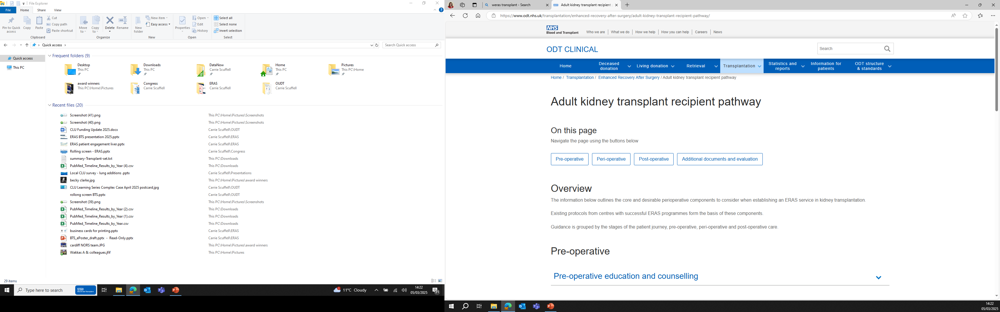 File Explorer
File Home Share View
Pin to Quick access
Copy
Paste
Cut
Copy path
Paste shortcut
Clipboard
Move to
Copy to
Delete
Rename
Organize
New folder
New item
Easy access
New
Properties
Open
Edit
History
Open
Select all
Select none
Invert selection
Select
Quick access
Search Quick access
Quick access
This PC
Frequent folders (9)
Desktop
This PC
Downloads
This PC
DataNow
Carrie Scuffell
Home
This PC
Pictures
This PC\Home
award winners
This PC\Home\Pictures
Congress
Carrie Scuffell
ERAS
Carrie Scuffell
OUDT
Carrie Scuffell
Recent files (20)
Screenshot (41).png This PC\Home\Pictures\Screenshots
Screenshot (40).png This PC\Home\Pictures\Screenshots
CLU Funding Update 2025.docx Carrie Scuffell\OUDT
ERAS BTS presentation 2025.pptx Carrie Scuffell\ERAS
ERAS patient engagement liver.pptx Carrie Scuffell\ERAS
Rolling screen - ERAS.pptx Carrie Scuffell\Congress
summary-Transplant-set.txt This PC\Downloads
PubMed_Timeline_Results_by_Year (4).csv This PC\Downloads
Local CLU survey - lung additions .pptx Carrie Scuffell\Presentations
becky clarke.jpg This PC\Home\Pictures\award winners
CLU Learning Series Complex Case April 2025 postcard.jpg Carrie Scuffell\OUDT
rollong screen BTS.pptx Carrie Scuffell\OUDT
Screenshot (39).png This PC\Home\Pictures\Screenshots
PubMed_Timeline_Results_by_Year (2).csv This PC\Downloads
PubMed_Timeline_Results_by_Year (1).csv This PC\Downloads
PubMed_Timeline_Results_by_Year.csv This PC\Downloads
business cards for printing.pptx Carrie Scuffell\ERAS
BTS_ePoster_draft.pptx - Read-Only.pptx Carrie Scuffell\ERAS
cardiff NORS team.JPG This PC\Home\Pictures\award winners
Wakkas A & colleagues.jfif This PC\Home\Pictures
29 items
Type here to search
NHS
Blood and Transplant
11°C Cloudy
14:22
05/03/2025
21
weras transplant - Search
Adult kidney transplant recipient
https://www.odt.nhs.uk/transplantation/enhanced-recovery-after-surgery/adult-kidney-transplant-recipient-pathway/
NHS
Blood and Transplant
Who we are What we do How we help How you can help Careers News
ODT CLINICAL
Search
Home
Deceased donation
Living donation
Retrieval
Transplantation
Statistics and reports
Information for patients
ODT structure & standards
Home / Transplantation / Enhanced Recovery After Surgery / Adult kidney transplant recipient pathway
Adult kidney transplant recipient pathway
On this page
Navigate the page using the buttons below
Pre-operative Peri-operative Post-operative Additional documents and evaluation
Overview
The information below outlines the core and desirable perioperative components to consider when establishing an ERAS service in kidney transplantation.
Existing protocols from centres with successful ERAS programmes form the basis of these components.
Guidance is grouped by the stages of the patient journey, pre-operative, peri-operative and post-operative care.
Pre-operative
Pre-operative education and counselling
14:22
05/03/2025